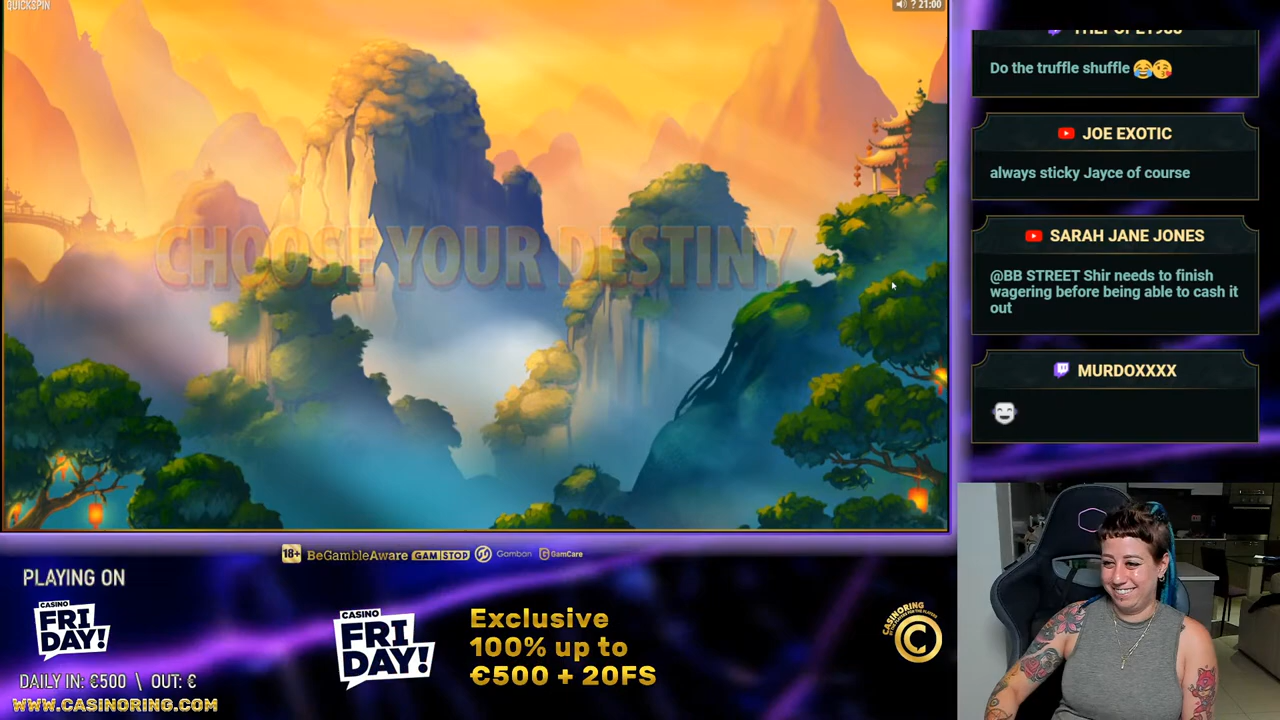 QUICKSPIN
? 21:00
CHOOSE YOUR DESTINY
Do the truffle shuffle 😂😘
JOE EXOTIC
always sticky Jayce of course
SARAH JANE JONES
@BB STREET Shir needs to finish
wagering before being able to cash it
out
MURDOXXXX
18+ BeGambleAware GAMSTOP Gamban GamCare
PLAYING ON
CASINO
FRI
DAY!
DAILY IN: €500 \ OUT: €
WWW.CASINORING.COM
CASINO
FRI
DAY!
Exclusive
100% up to
€500 + 20FS
CASINORING
C